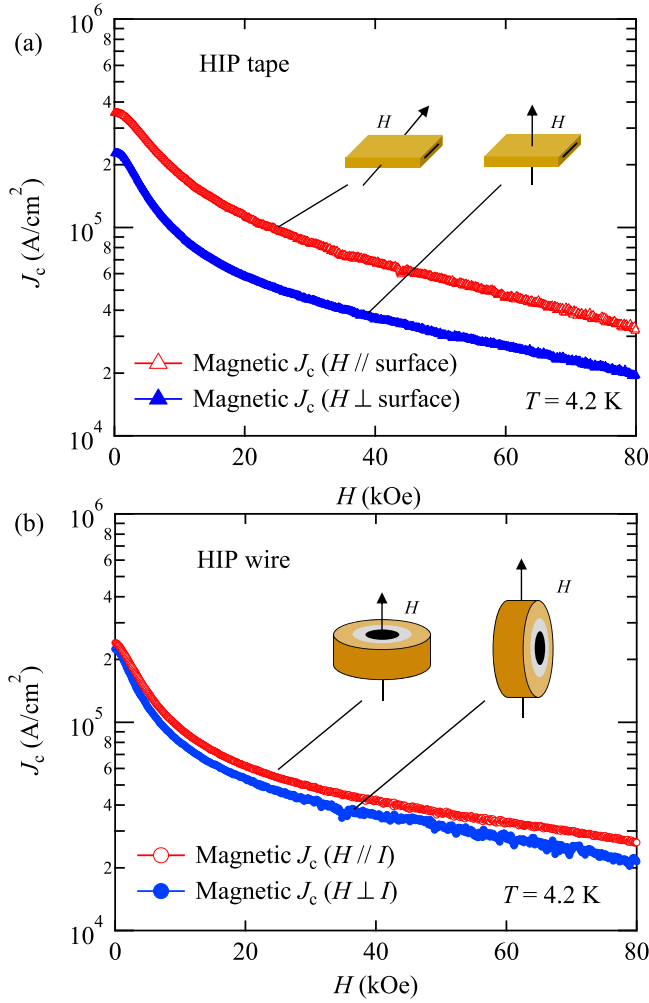 (a)
HIP tape
H
H
10^6
8
6
4
2
10^5
8
6
4
2
10^4
J_c (A/cm^2)
Magnetic J_c (H // surface)
Magnetic J_c (H ⊥ surface)
T = 4.2 K
0
20
40
60
80
H (kOe)
(b)
HIP wire
H
H
10^6
8
6
4
2
10^5
8
6
4
2
10^4
J_c (A/cm^2)
Magnetic J_c (H // I)
Magnetic J_c (H ⊥ I)
T = 4.2 K
0
20
40
60
80
H (kOe)